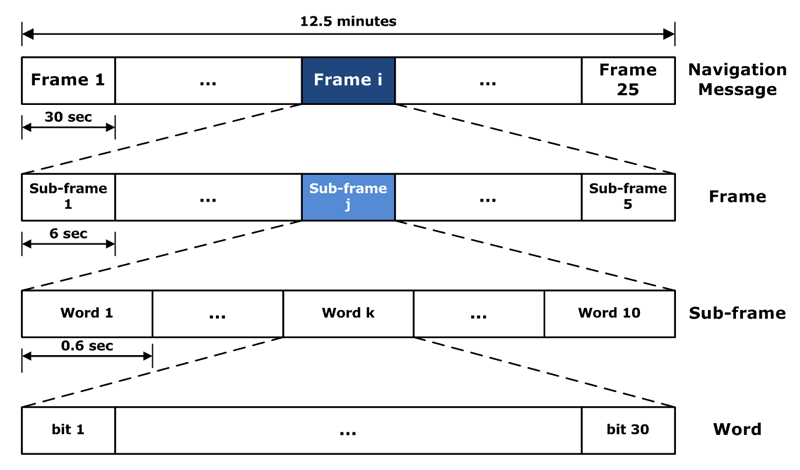 12.5 minutes
Frame 1
...
Frame i
...
Frame
25
Navigation
Message
30 sec
Sub-frame
1
...
Sub-frame
j
...
Sub-frame
5
Frame
6 sec
Word 1
...
Word k
...
Word 10
Sub-frame
0.6 sec
bit 1
...
bit 30
Word